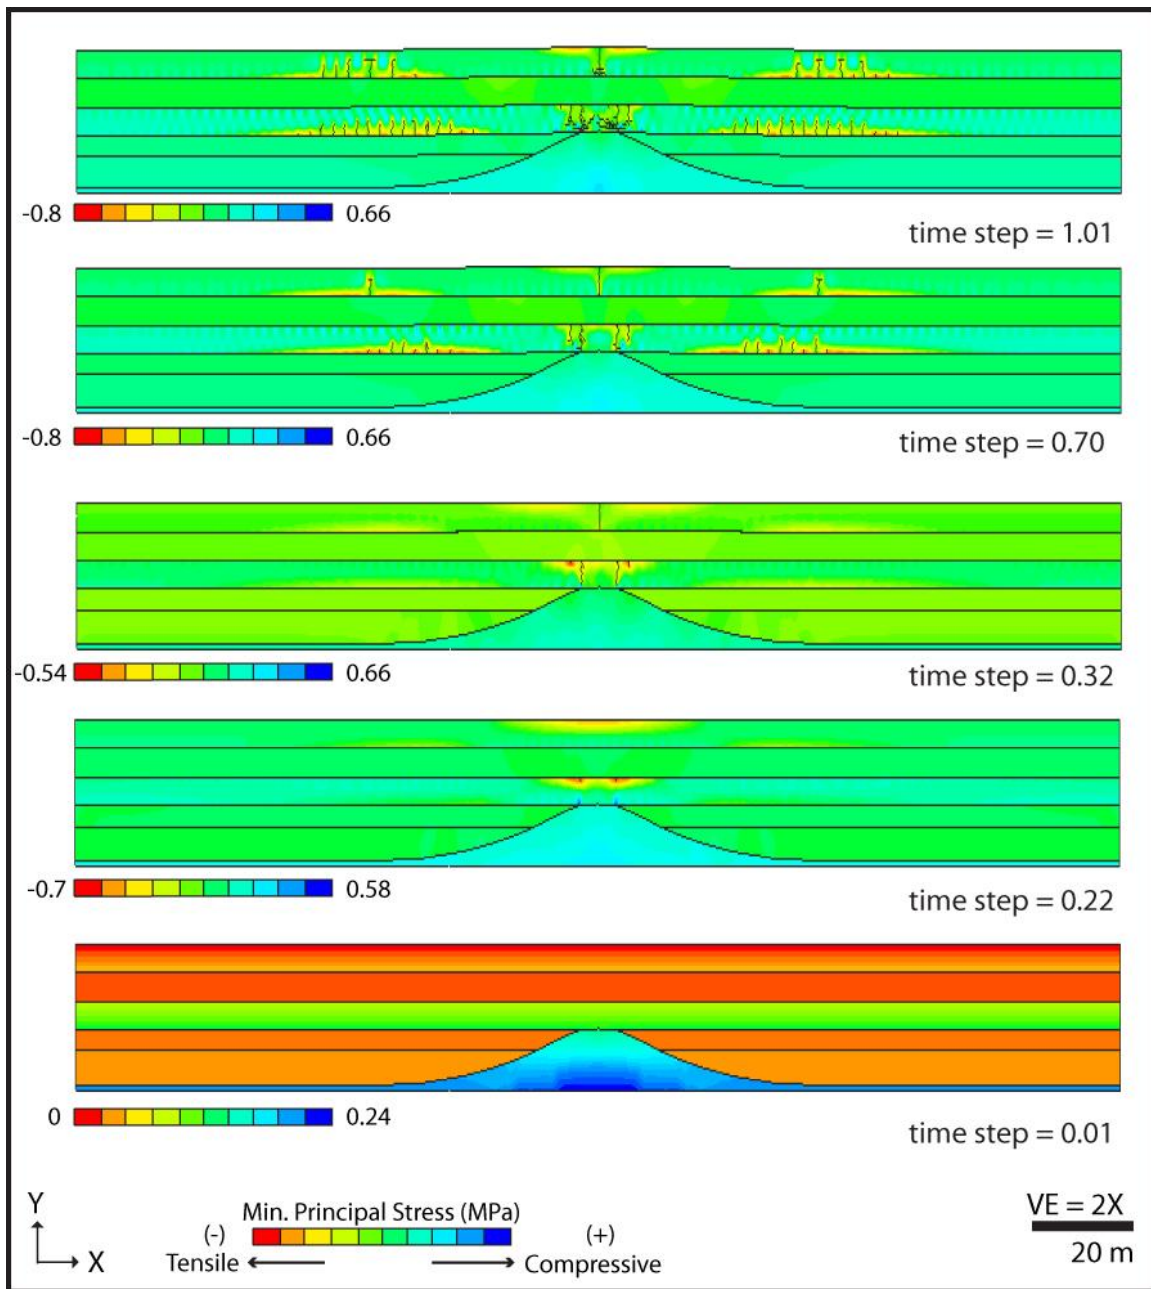 -0.8 0.66
time step = 1.01
-0.8 0.66
time step = 0.70
-0.54 0.66
time step = 0.32
-0.7 0.58
time step = 0.22
0 0.24
time step = 0.01
Y
X
Min. Principal Stress (MPa)
(-) (+)
Tensile Compressive
VE = 2X
20 m